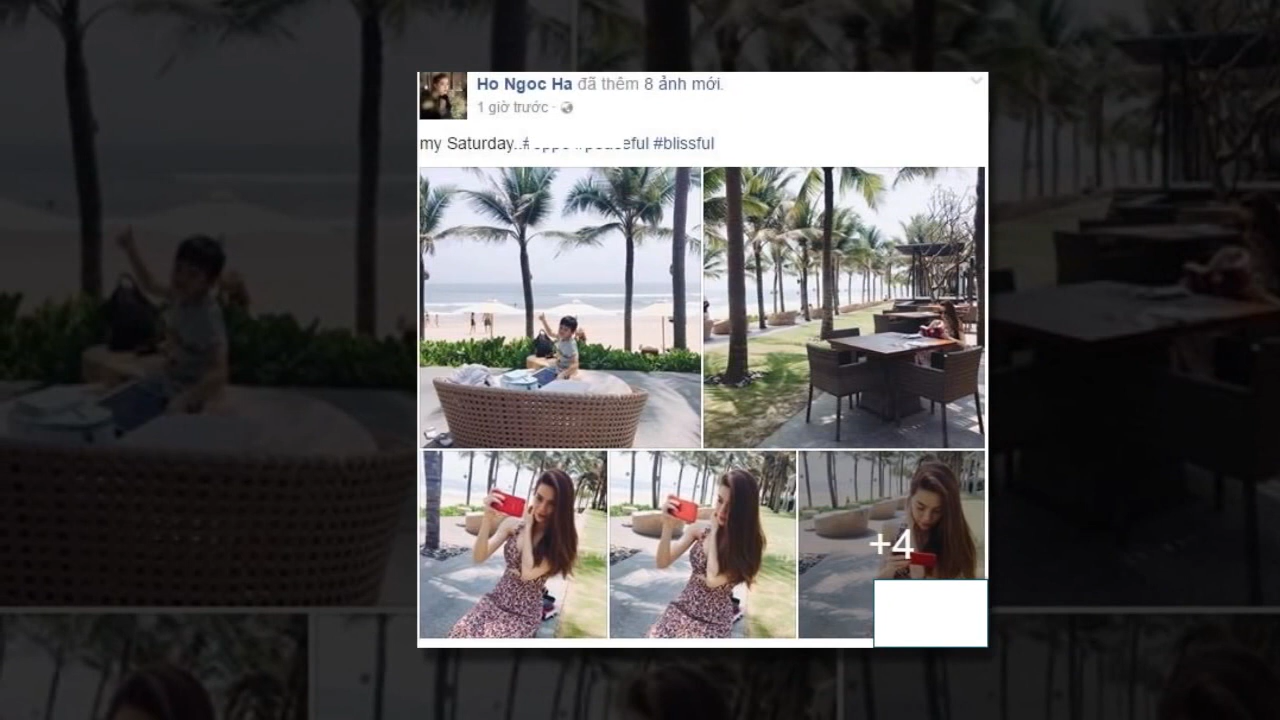 Ho Ngoc Ha đã thêm 8 ảnh mới.
1 giờ trước ·
my Saturday.. #blissful
+4